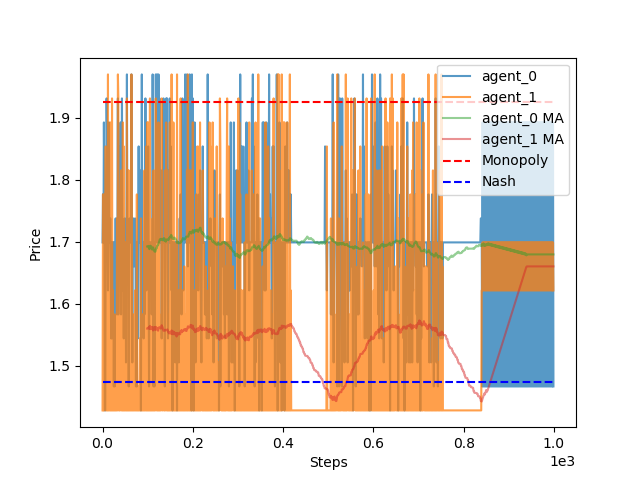 agent_0
agent_1
agent_0 MA
agent_1 MA
Monopoly
Nash
1.9
1.8
1.7
1.6
1.5
Price
0.0 0.2 0.4 0.6 0.8 1.0
Steps
1e3